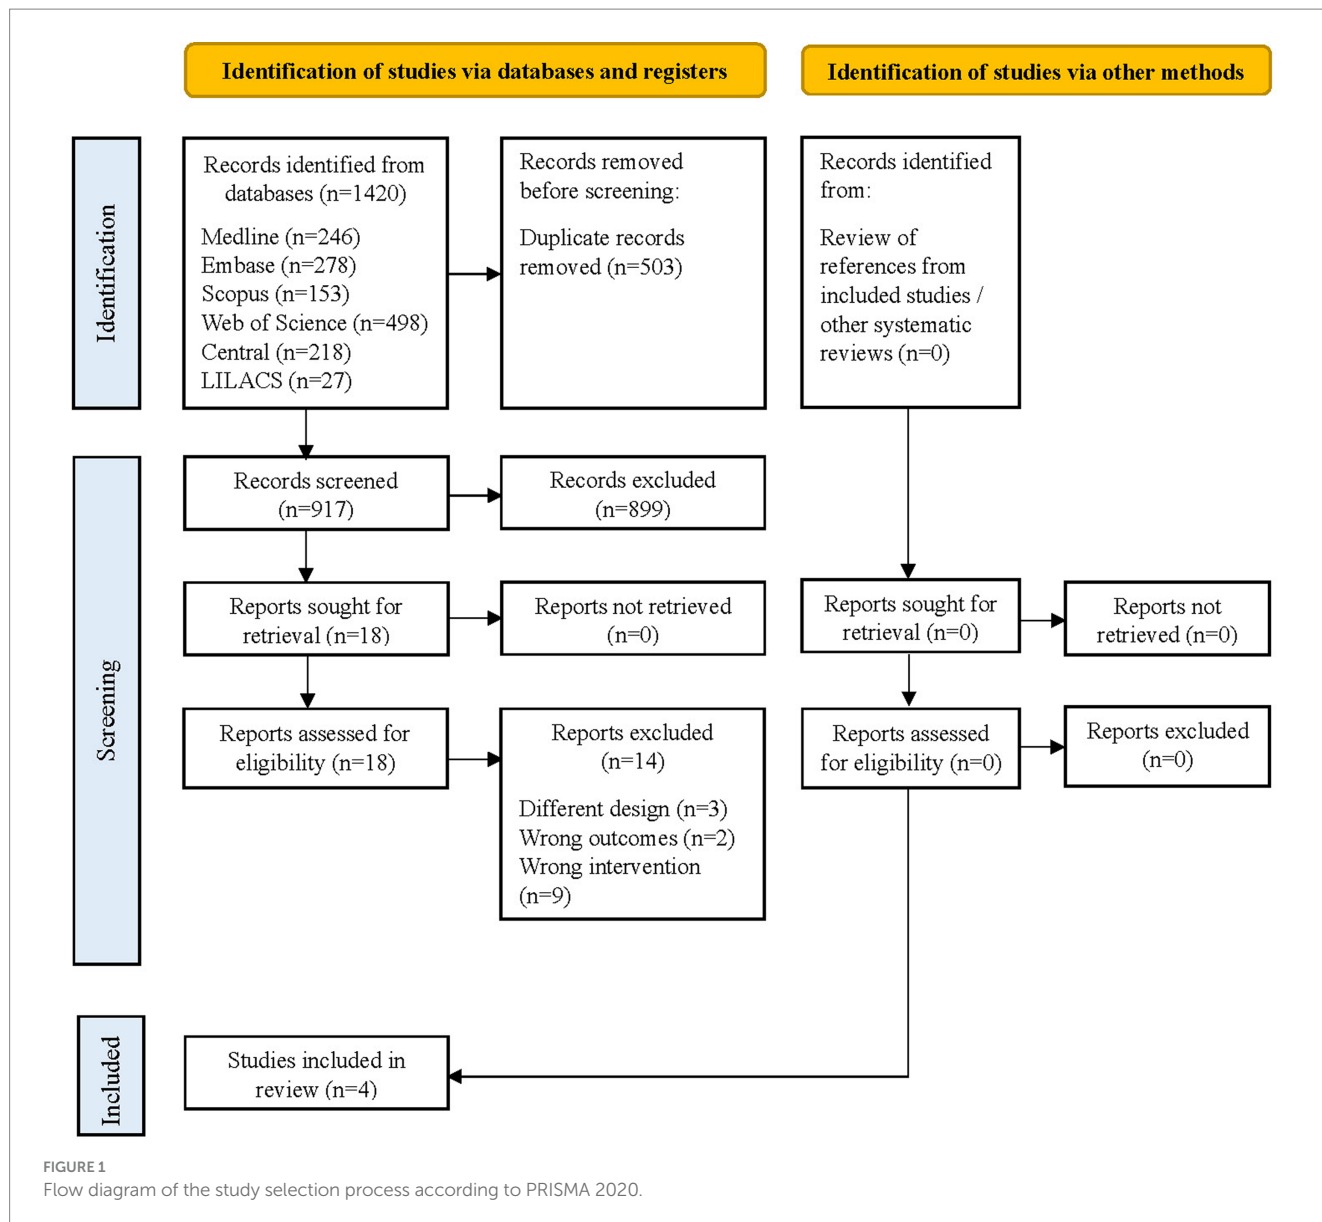 Identification of studies via databases and registers
Identification of studies via other methods
Identification
Records identified from
databases (n=1420)
Medline (n=246)
Embase (n=278)
Scopus (n=153)
Web of Science (n=498)
Central (n=218)
LILACS (n=27)
Records removed
before screening:
Duplicate records
removed (n=503)
Records identified
from:
Review of
references from
included studies /
other systematic
reviews (n=0)
Screening
Records screened
(n=917)
Records excluded
(n=899)
Reports sought for
retrieval (n=18)
Reports not retrieved
(n=0)
Reports sought for
retrieval (n=0)
Reports not
retrieved (n=0)
Reports assessed for
eligibility (n=18)
Reports excluded
(n=14)
Different design (n=3)
Wrong outcomes (n=2)
Wrong intervention
(n=9)
Reports assessed
for eligibility (n=0)
Reports excluded
(n=0)
Included
Studies included in
review (n=4)
FIGURE 1
Flow diagram of the study selection process according to PRISMA 2020.